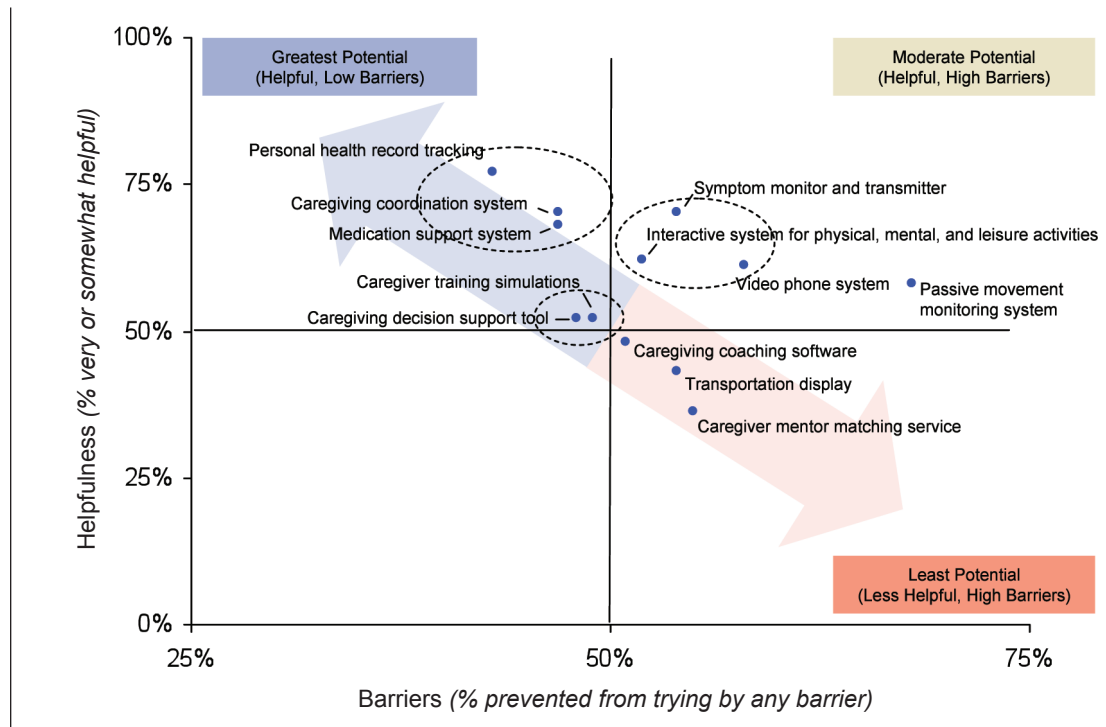 100%
Greatest Potential
(Helpful, Low Barriers)
Moderate Potential
(Helpful, High Barriers)
Personal health record tracking
75%
Symptom monitor and transmitter
Caregiving coordination system
Medication support system
Interactive system for physical, mental, and leisure activities
Caregiver training simulations
Video phone system
Passive movement
monitoring system
Caregiving decision support tool
50%
Caregiving coaching software
Transportation display
Caregiver mentor matching service
25%
Least Potential
(Less Helpful, High Barriers)
0%
25%
50%
75%
Helpfulness (% very or somewhat helpful)
Barriers (% prevented from trying by any barrier)